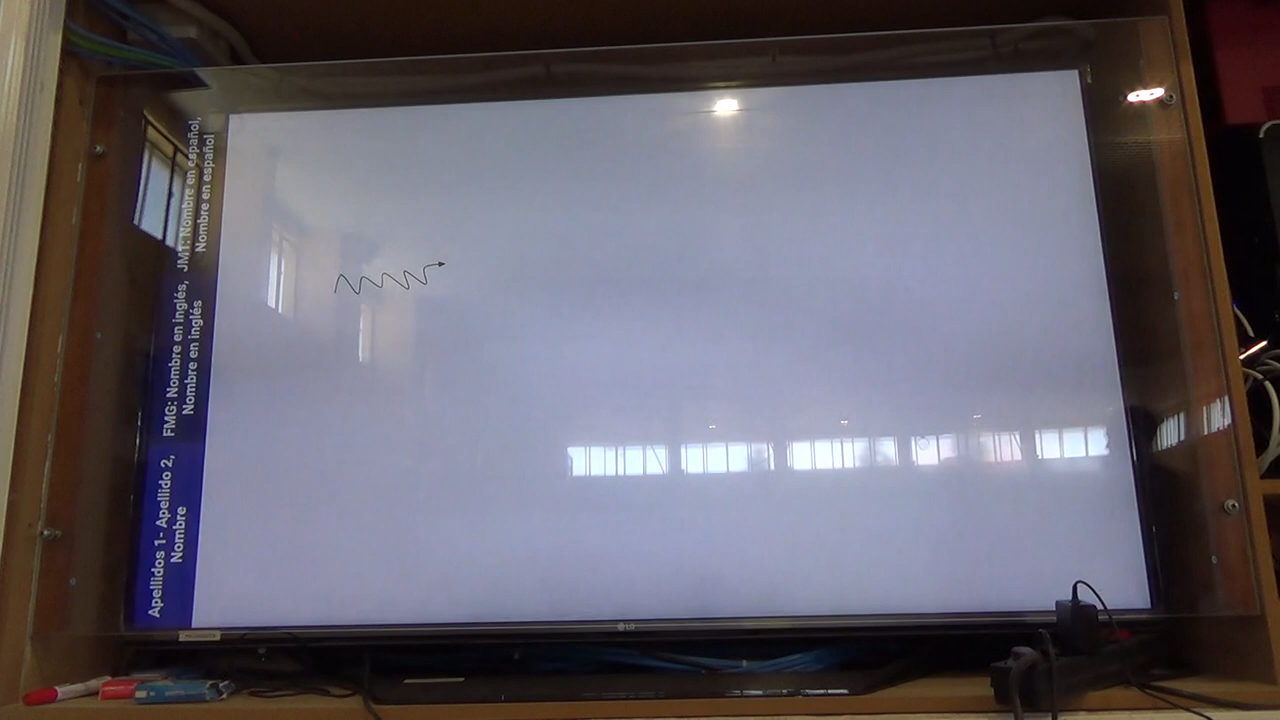 Apellidos 1- Apellido 2,
Nombre
FMG: Nombre en inglés,
Nombre en inglés
JMT: Nombre en español,
Nombre en español
LG